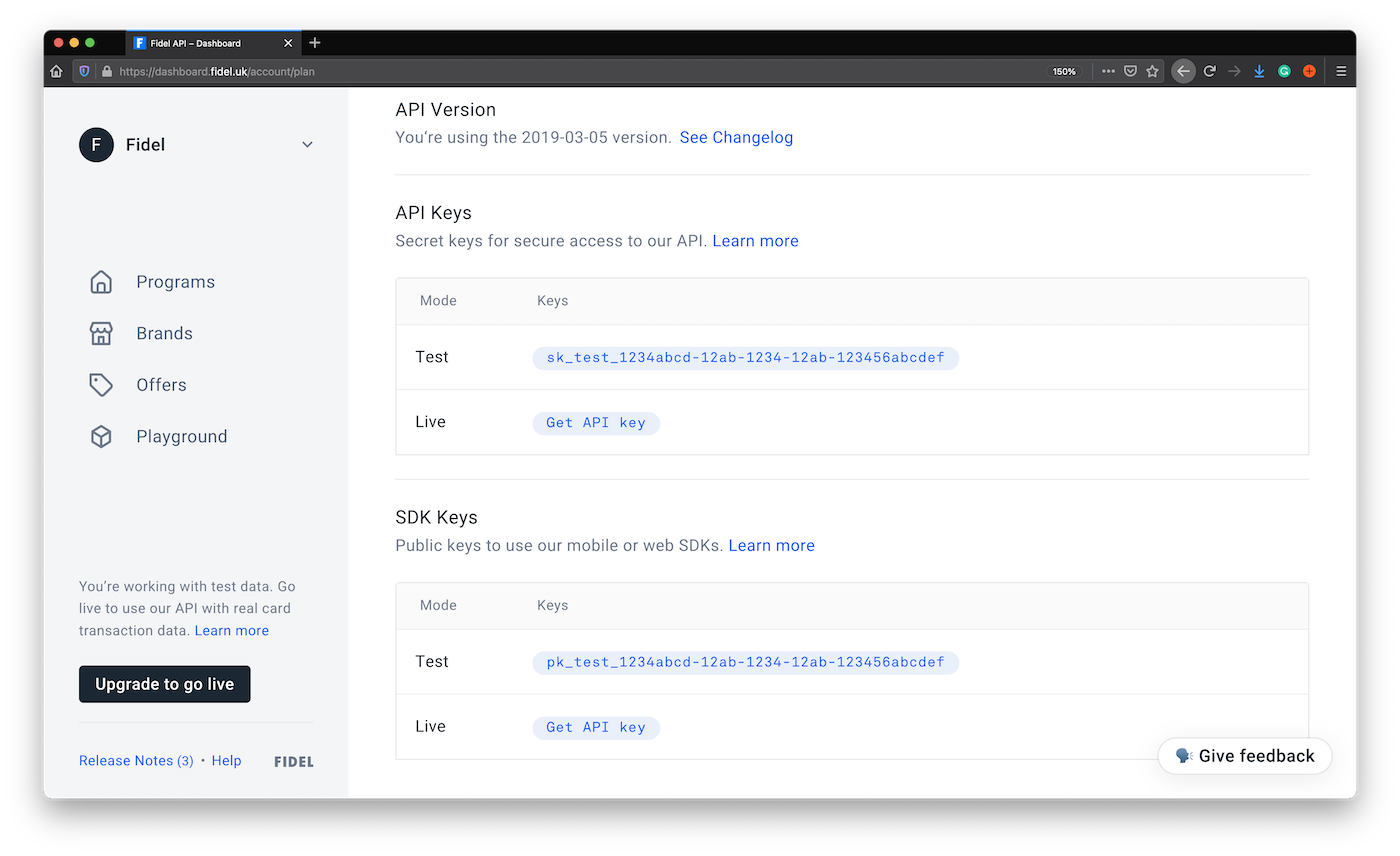 Fidel API – Dashboard
https://dashboard.fidel.uk/account/plan
150%
F
Fidel
Programs
Brands
Offers
Playground
You’re working with test data. Go
live to use our API with real card
transaction data. Learn more
Upgrade to go live
Release Notes (3) • Help
FIDEL
API Version
You‘re using the 2019-03-05 version. See Changelog
API Keys
Secret keys for secure access to our API. Learn more
Mode Keys
Test sk_test_1234abcd-12ab-1234-12ab-123456abcdef
Live Get API key
SDK Keys
Public keys to use our mobile or web SDKs. Learn more
Mode Keys
Test pk_test_1234abcd-12ab-1234-12ab-123456abcdef
Live Get API key
Give feedback